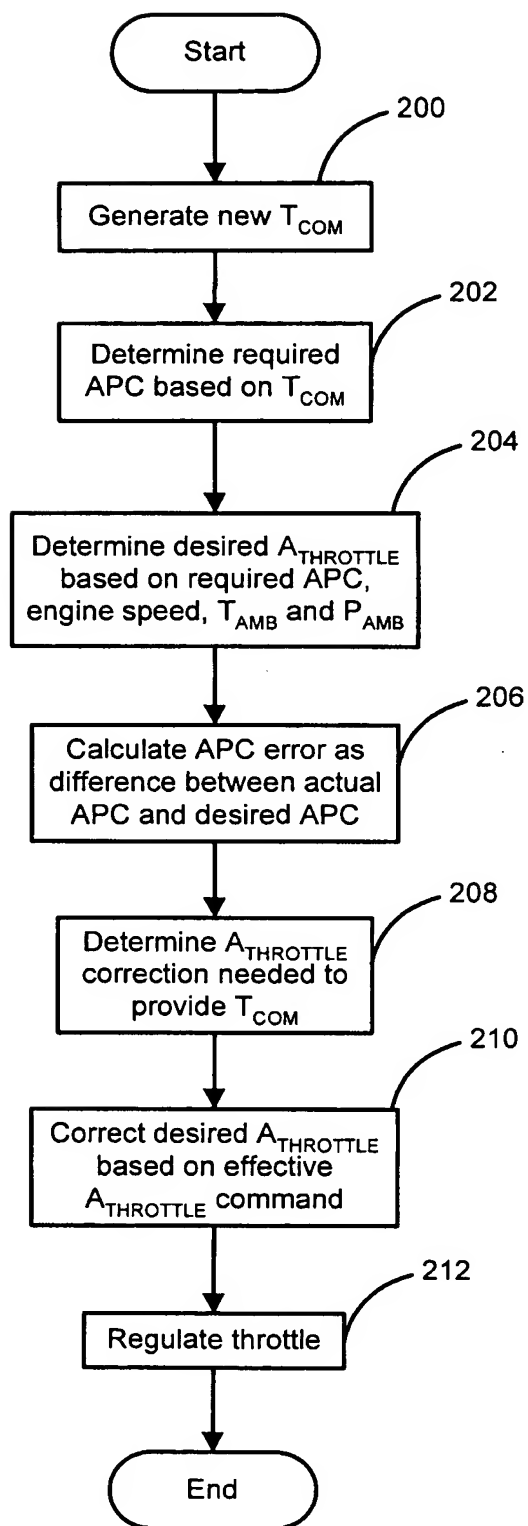 Start
200
Generate new T_COM
202
Determine required
APC based on T_COM
204
Determine desired A_THROTTLE
based on required APC,
engine speed, T_AMB and P_AMB
206
Calculate APC error as
difference between actual
APC and desired APC
208
Determine A_THROTTLE
correction needed to
provide T_COM
210
Correct desired A_THROTTLE
based on effective
A_THROTTLE command
212
Regulate throttle
End